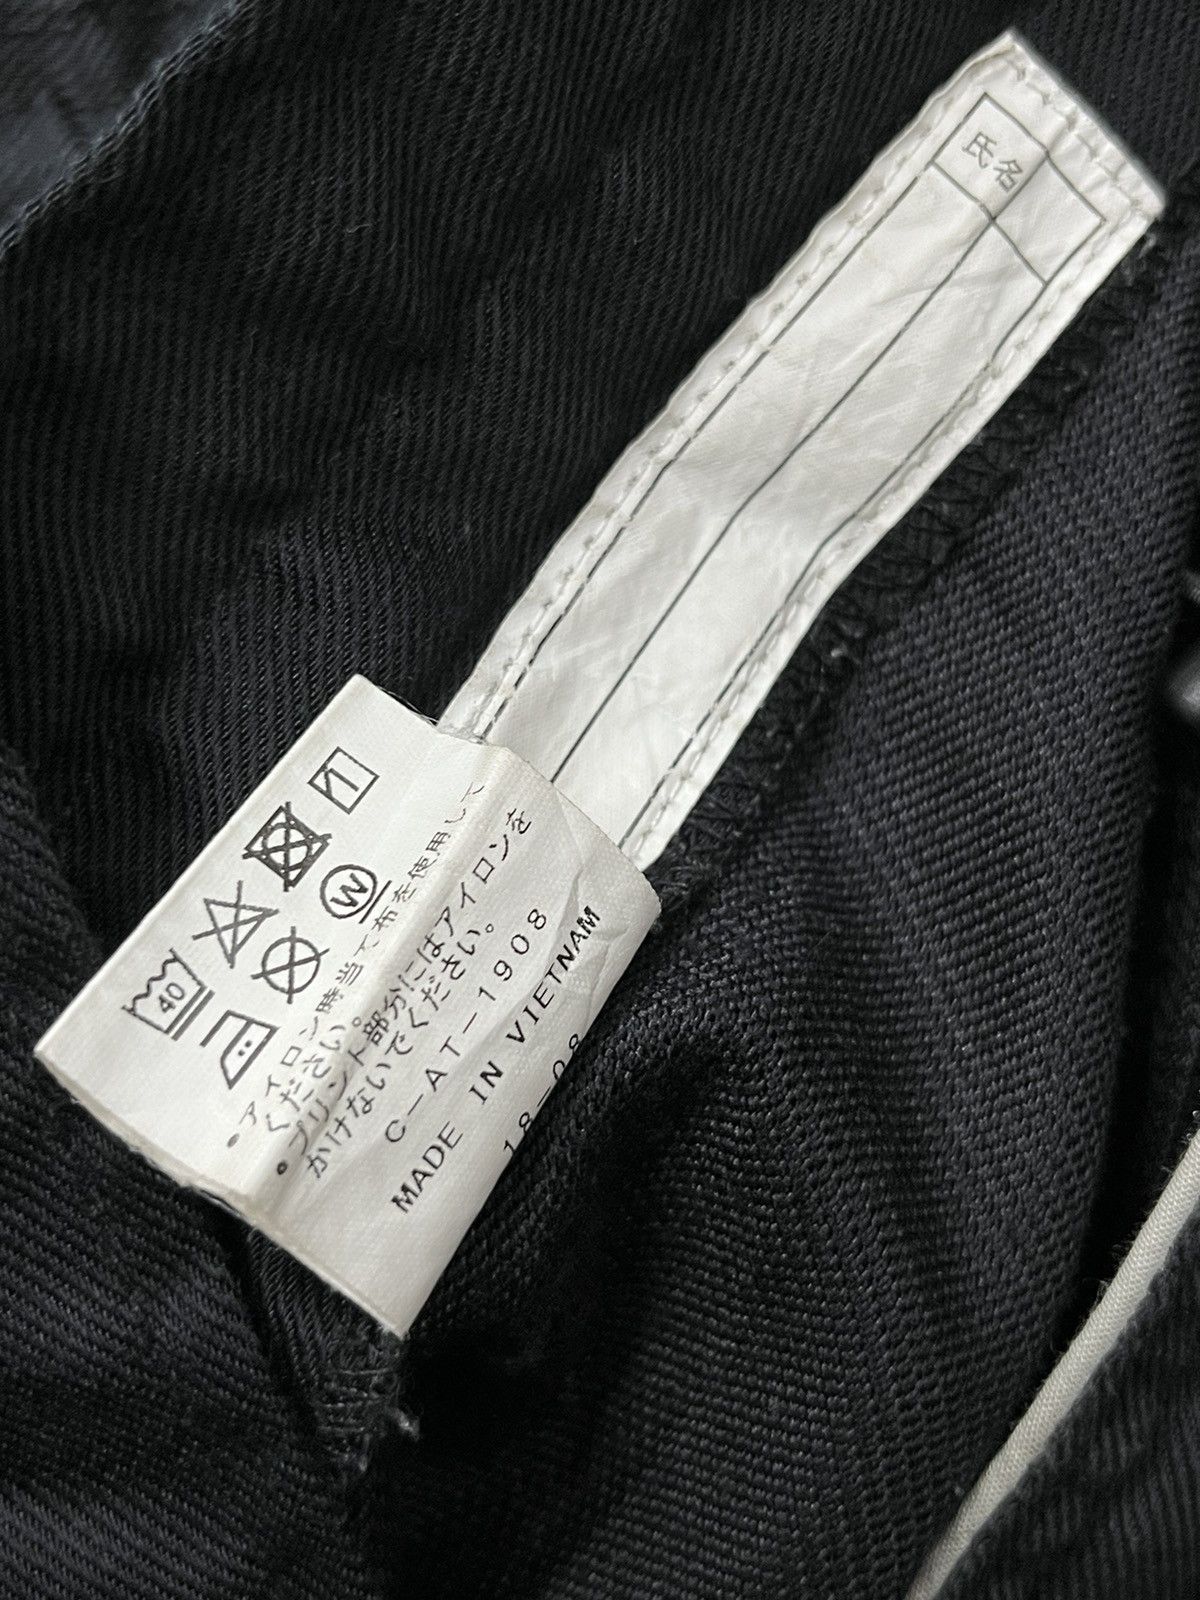 氏名
40
W
・アイロン時当て布を使用して
ください。
・プリント部分にはアイロンを
かけないでください。
C-AT-1908
MADE IN VIETNAM
18-08